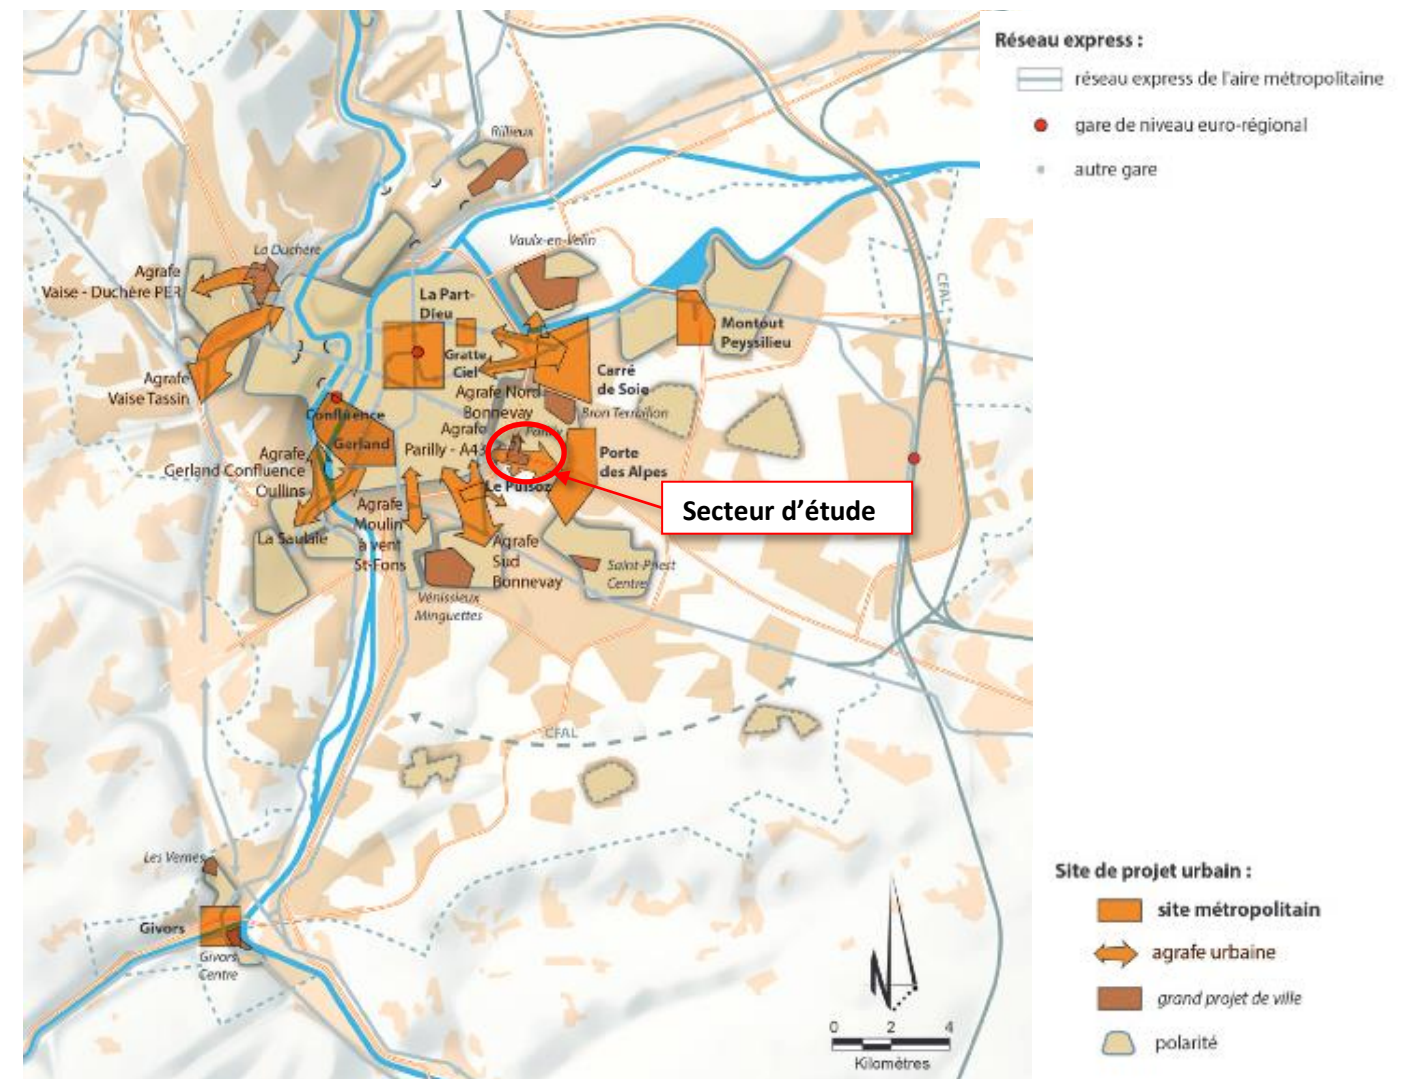 Réseau express :
réseau express de l'aire métropolitaine
gare de niveau euro-régional
autre gare
Rillieux
La Duchère
Vaulx-en-Velin
Agrafe
Vaise - Duchère PER
CFAL
La Part-
Dieu
Montout
Peyssilieu
Gratte
Ciel
Carré
de Soie
Agrafe
Vaise Tassin
Agrafe Nord
Bonnevay
Bron Terraillon
Confluence
Gerland
Agrafe
Parilly - A43
Parilly
Porte
des Alpes
Agrafe
Gerland Confluence
Oullins
Le Puisoz
Secteur d'étude
Agrafe
Moulin
à vent
St-Fons
La Saulaie
Agrafe
Sud
Bonnevay
Saint-Priest
Centre
Vénissieux
Minguettes
CFAL
Les Vernes
Givors
Givors
Centre
N
0 2 4
Kilomètres
Site de projet urbain :
site métropolitain
agrafe urbaine
grand projet de ville
polarité